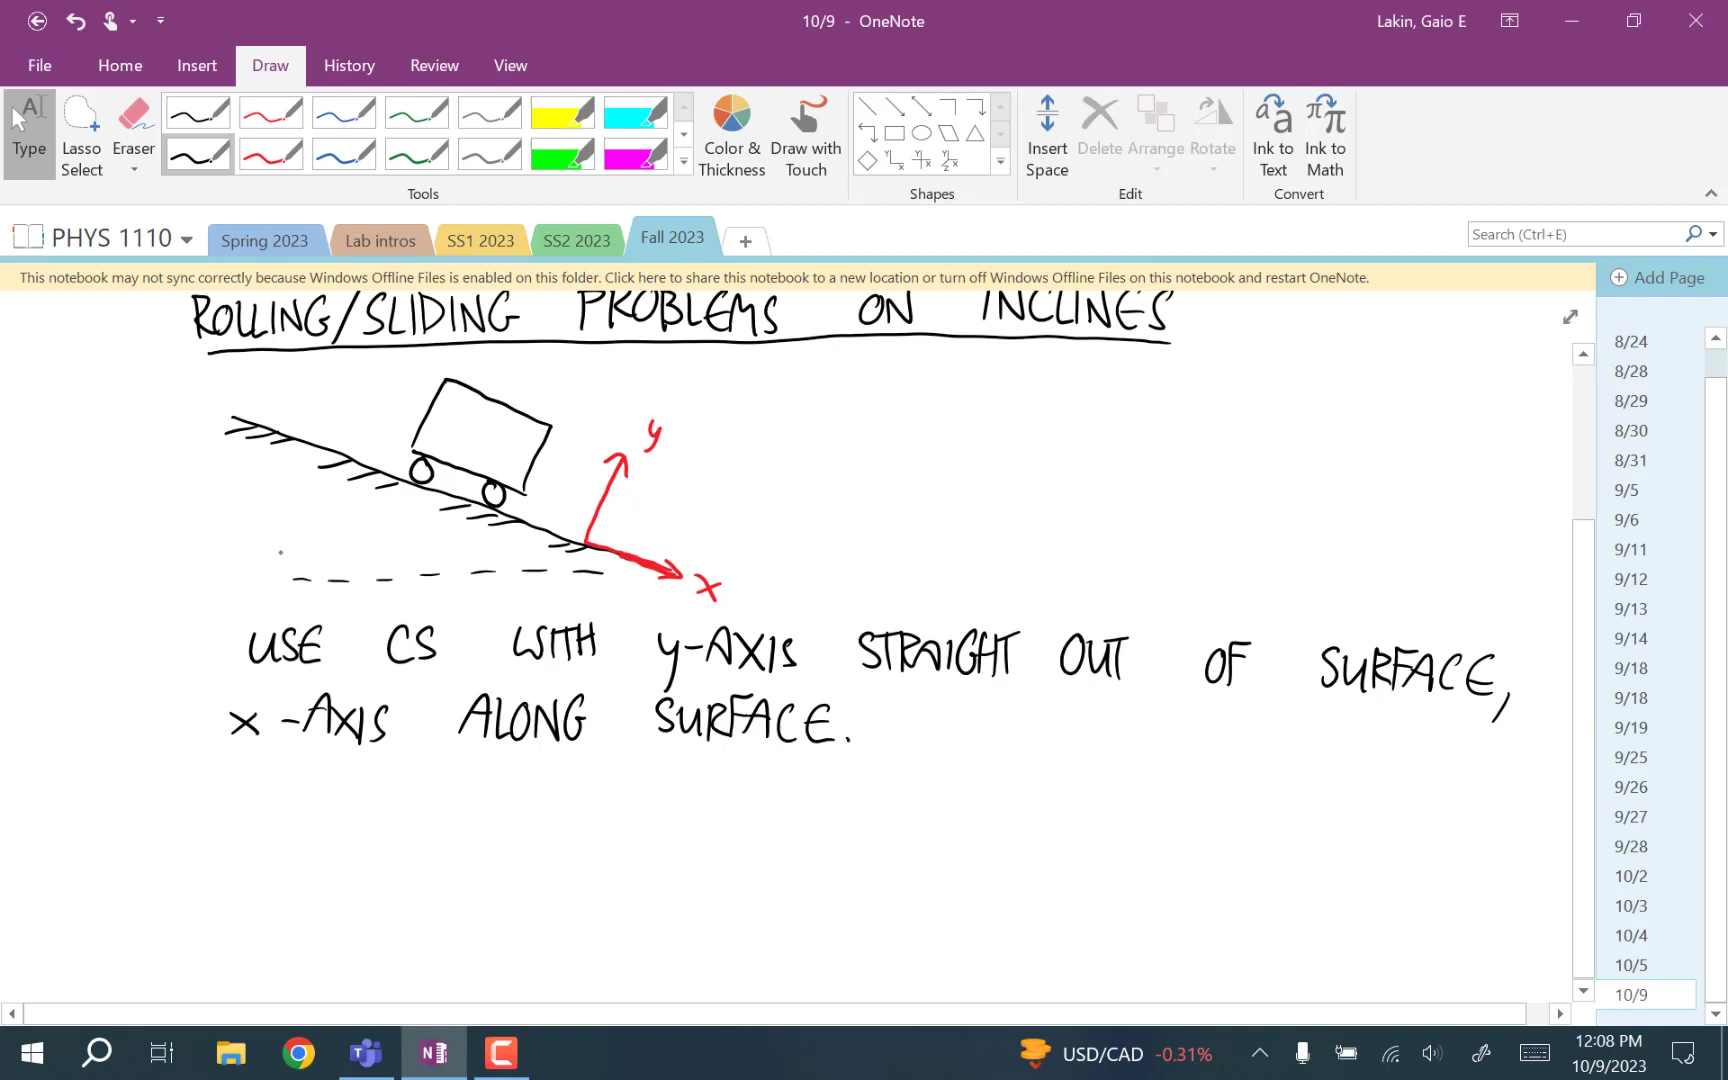 10/9 - OneNote
Lakin, Gaio E
File Home Insert Draw History Review View
Type
Lasso Select
Eraser
Color & Thickness
Draw with Touch
Insert Space
Delete
Arrange
Rotate
Ink to Text
Ink to Math
Tools
Shapes
Edit
Convert
PHYS 1110
Spring 2023
Lab intros
SS1 2023
SS2 2023
Fall 2023
Search (Ctrl+E)
This notebook may not sync correctly because Windows Offline Files is enabled on this folder. Click here to share this notebook to a new location or turn off Windows Offline Files on this notebook and restart OneNote.
Add Page
ROLLING/SLIDING PROBLEMS ON INCLINES
y
x
USE CS WITH y-AXIS STRAIGHT OUT OF SURFACE,
x-AXIS ALONG SURFACE.
8/24
8/28
8/29
8/30
8/31
9/5
9/6
9/11
9/12
9/13
9/14
9/18
9/18
9/19
9/25
9/26
9/27
9/28
10/2
10/3
10/4
10/5
10/9
USD/CAD -0.31%
12:08 PM
10/9/2023